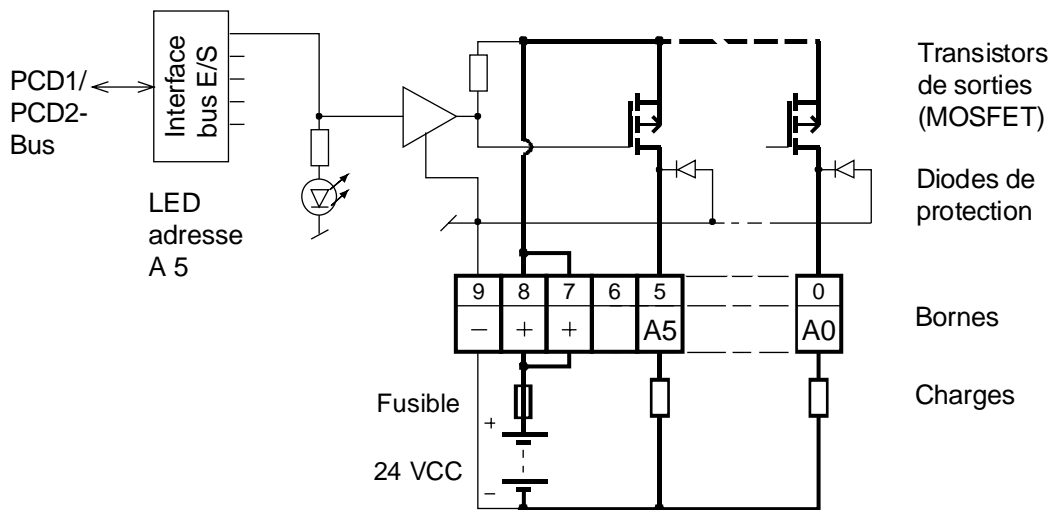 PCD1/
PCD2-
Bus
Interface
bus E/S
LED
adresse
A 5
Transistors
de sorties
(MOSFET)
Diodes de
protection
9 8 7 6 5 0
− + + A5 A0
Bornes
Fusible
Charges
+
24 VCC
−